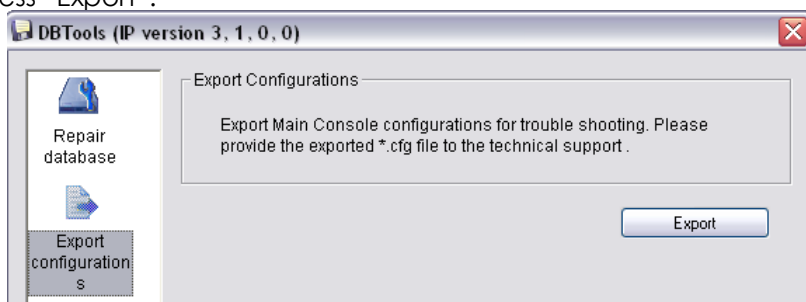 "Export".
DBTools (IP version 3, 1, 0, 0)
Repair
database
Export
configuration
s
Export Configurations
Export Main Console configurations for trouble shooting. Please
provide the exported *.cfg file to the technical support .
Export